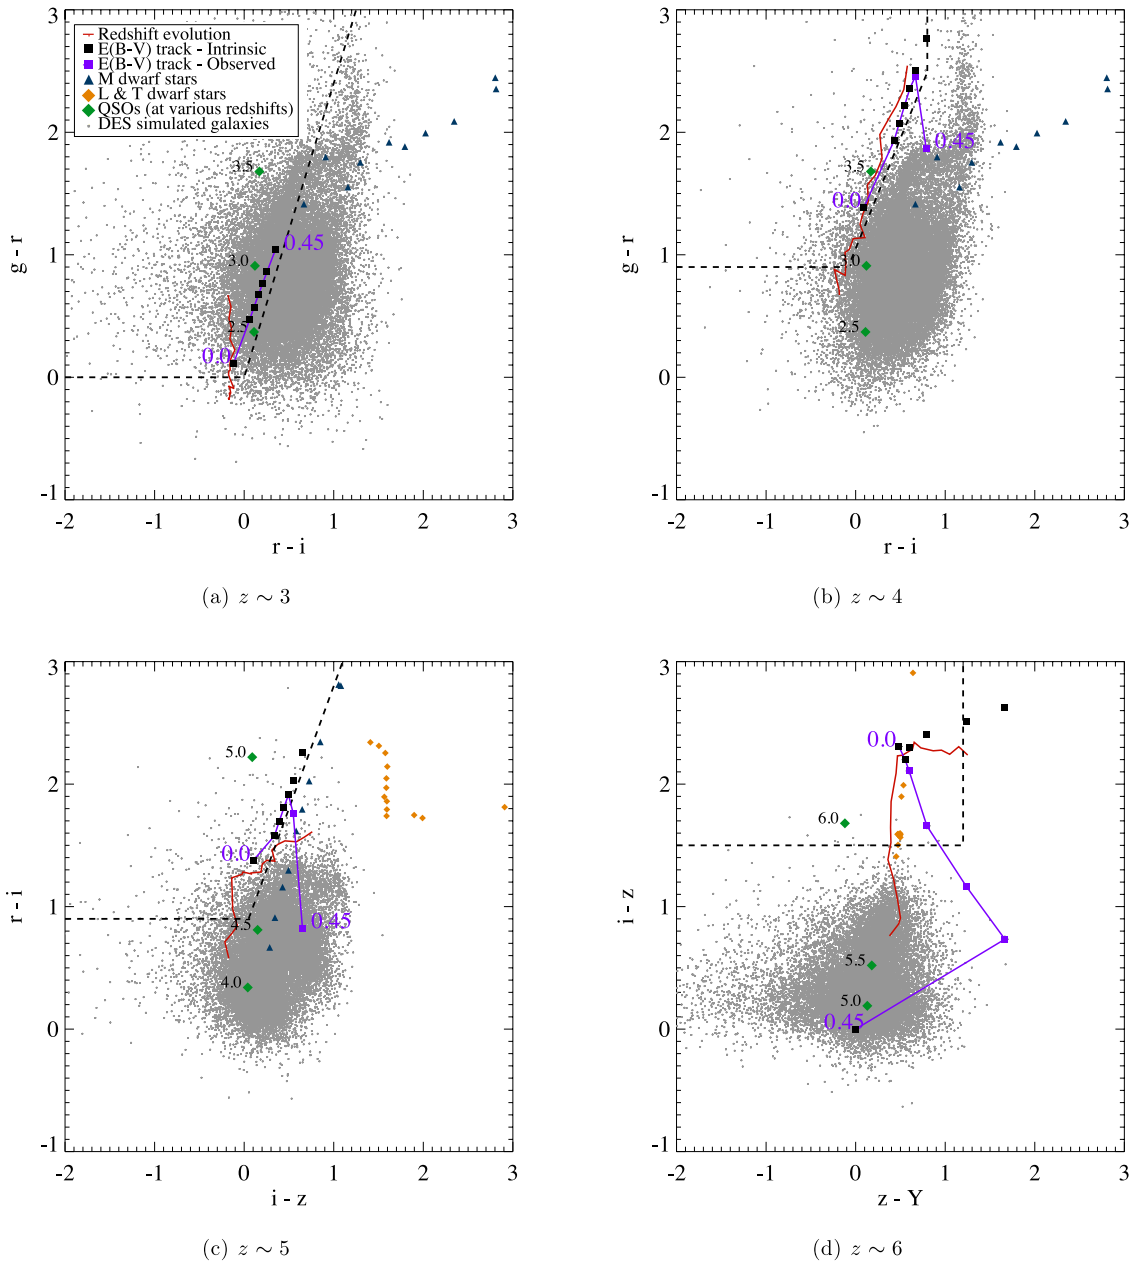 3
Redshift evolution
E(B-V) track - Intrinsic
E(B-V) track - Observed
M dwarf stars
L & T dwarf stars
QSOs (at various redshifts)
DES simulated galaxies
2
1
0
-1
g - r
3.5
3.0
2.5
0.45
0.0
-2 -1 0 1 2 3
r - i
(a) z ∼ 3
3
2
1
0
-1
g - r
0.45
3.5
0.0
3.0
2.5
-2 -1 0 1 2 3
r - i
(b) z ∼ 4
3
2
1
0
-1
r - i
5.0
0.0
4.5
0.45
4.0
-2 -1 0 1 2 3
i - z
(c) z ∼ 5
3
2
1
0
-1
i - z
0.0
6.0
5.5
5.0
0.45
-2 -1 0 1 2 3
z - Y
(d) z ∼ 6